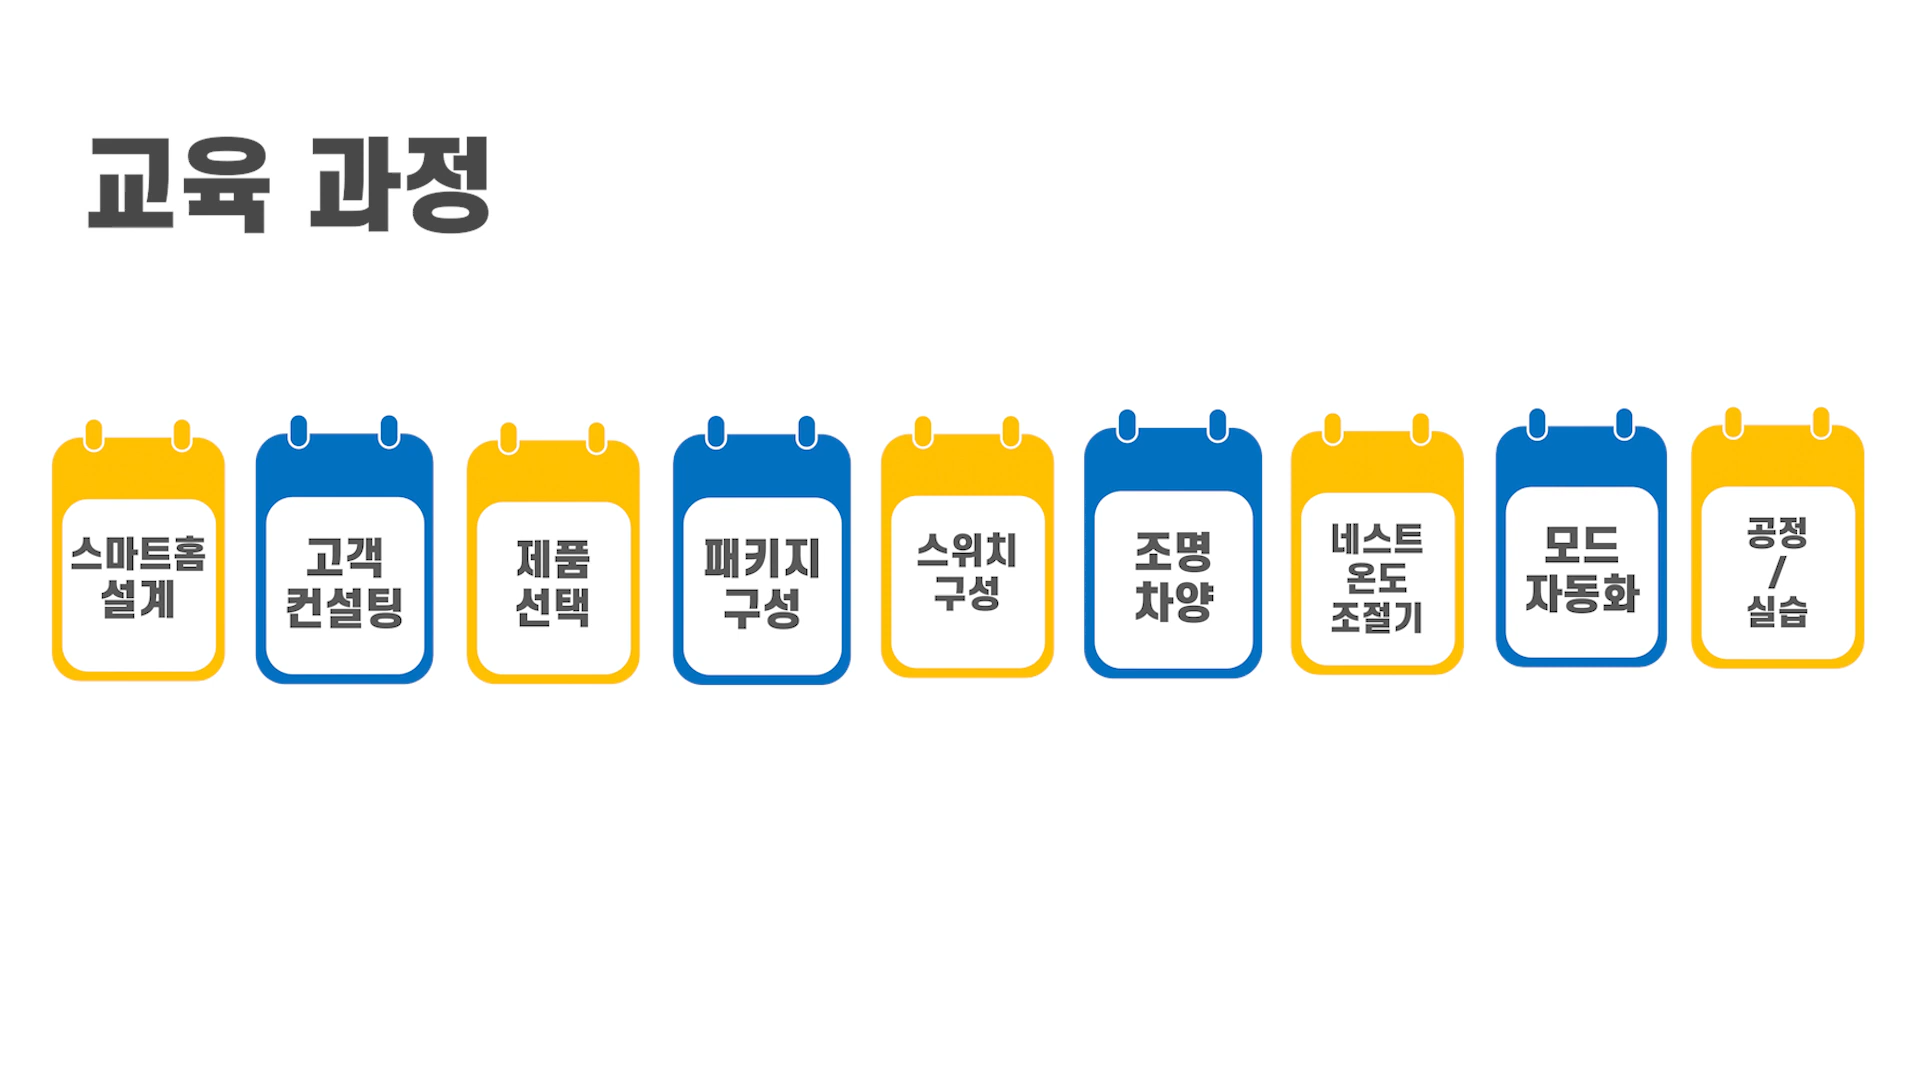 교육 과정
스마트홈
설계
고객
컨설팅
제품
선택
패키지
구성
스위치
구성
조명
차양
네스트
온도
조절기
모드
자동화
공정
/
실습